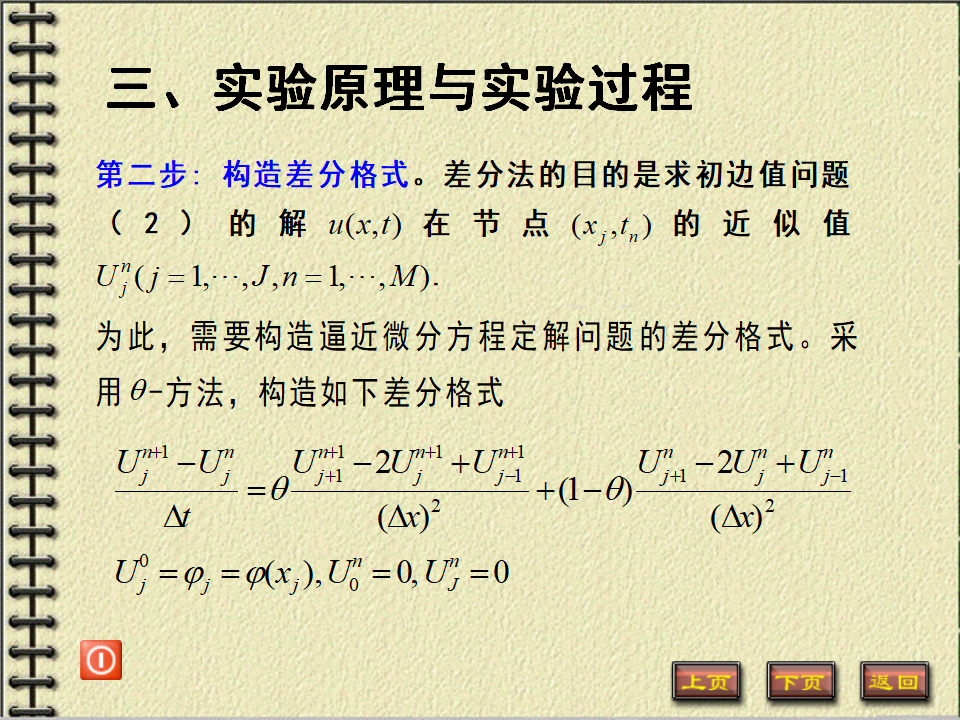 三、实验原理与实验过程
第二步: 构造差分格式。差分法的目的是求初边值问题
（2）的解 u(x,t) 在节点 (x_j,t_n) 的近似值
U_j^n (j=1,⋯,J,n=1,⋯,M).
为此，需要构造逼近微分方程定解问题的差分格式。采
用θ-方法，构造如下差分格式
\frac{U_j^{n+1}-U_j^n}{\Delta t}=\theta\frac{U_{j+1}^{n+1}-2U_j^{n+1}+U_{j-1}^{n+1}}{(\Delta x)^2}+(1-\theta)\frac{U_{j+1}^n-2U_j^n+U_{j-1}^n}{(\Delta x)^2}
U_j^0=φ_j=φ(x_j),U_0^n=0,U_J^n=0
上页 下页 返回